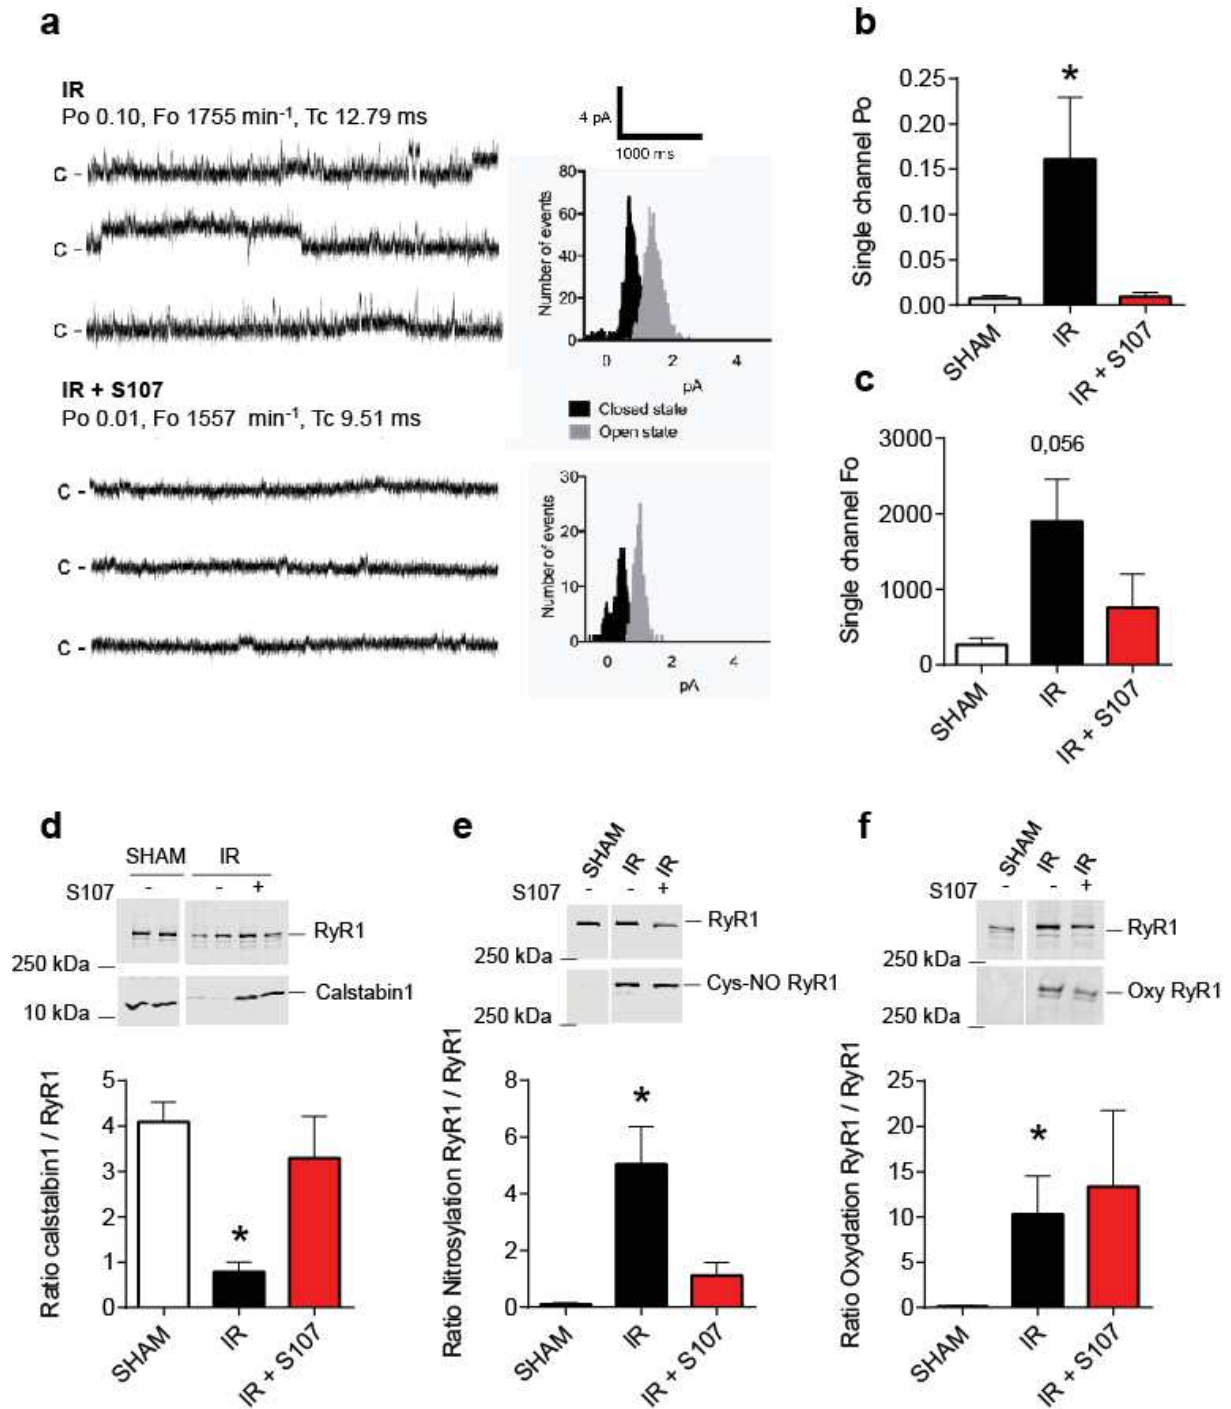 a
IR
Po 0.10, Fo 1755 min-1, Tc 12.79 ms
C -
C -
C -
4 pA
1000 ms
Number of events
80
60
40
20
0
0 2 4
pA
Closed state
Open state
IR + S107
Po 0.01, Fo 1557 min-1, Tc 9.51 ms
C -
C -
C -
Number of events
30
20
10
0
0 2 4
pA
b
Single channel Po
0.25
0.20
0.15
0.10
0.05
0.00
*
SHAM IR IR + S107
c
Single channel Fo
3000
2000
1000
0
0,056
SHAM IR IR + S107
d
SHAM IR
S107 - - +
RyR1
250 kDa
Calstabin1
10 kDa
Ratio calstalbin1 / RyR1
5
4
3
2
1
0
*
SHAM IR IR + S107
e
SHAM IR IR
S107 - - +
RyR1
250 kDa
Cys-NO RyR1
250 kDa
Ratio Nitrosylation RyR1 / RyR1
8
6
4
2
0
*
SHAM IR IR + S107
f
SHAM IR IR
S107 - - +
RyR1
250 kDa
Oxy RyR1
250 kDa
Ratio Oxydation RyR1 / RyR1
25
20
15
10
5
0
*
SHAM IR IR + S107